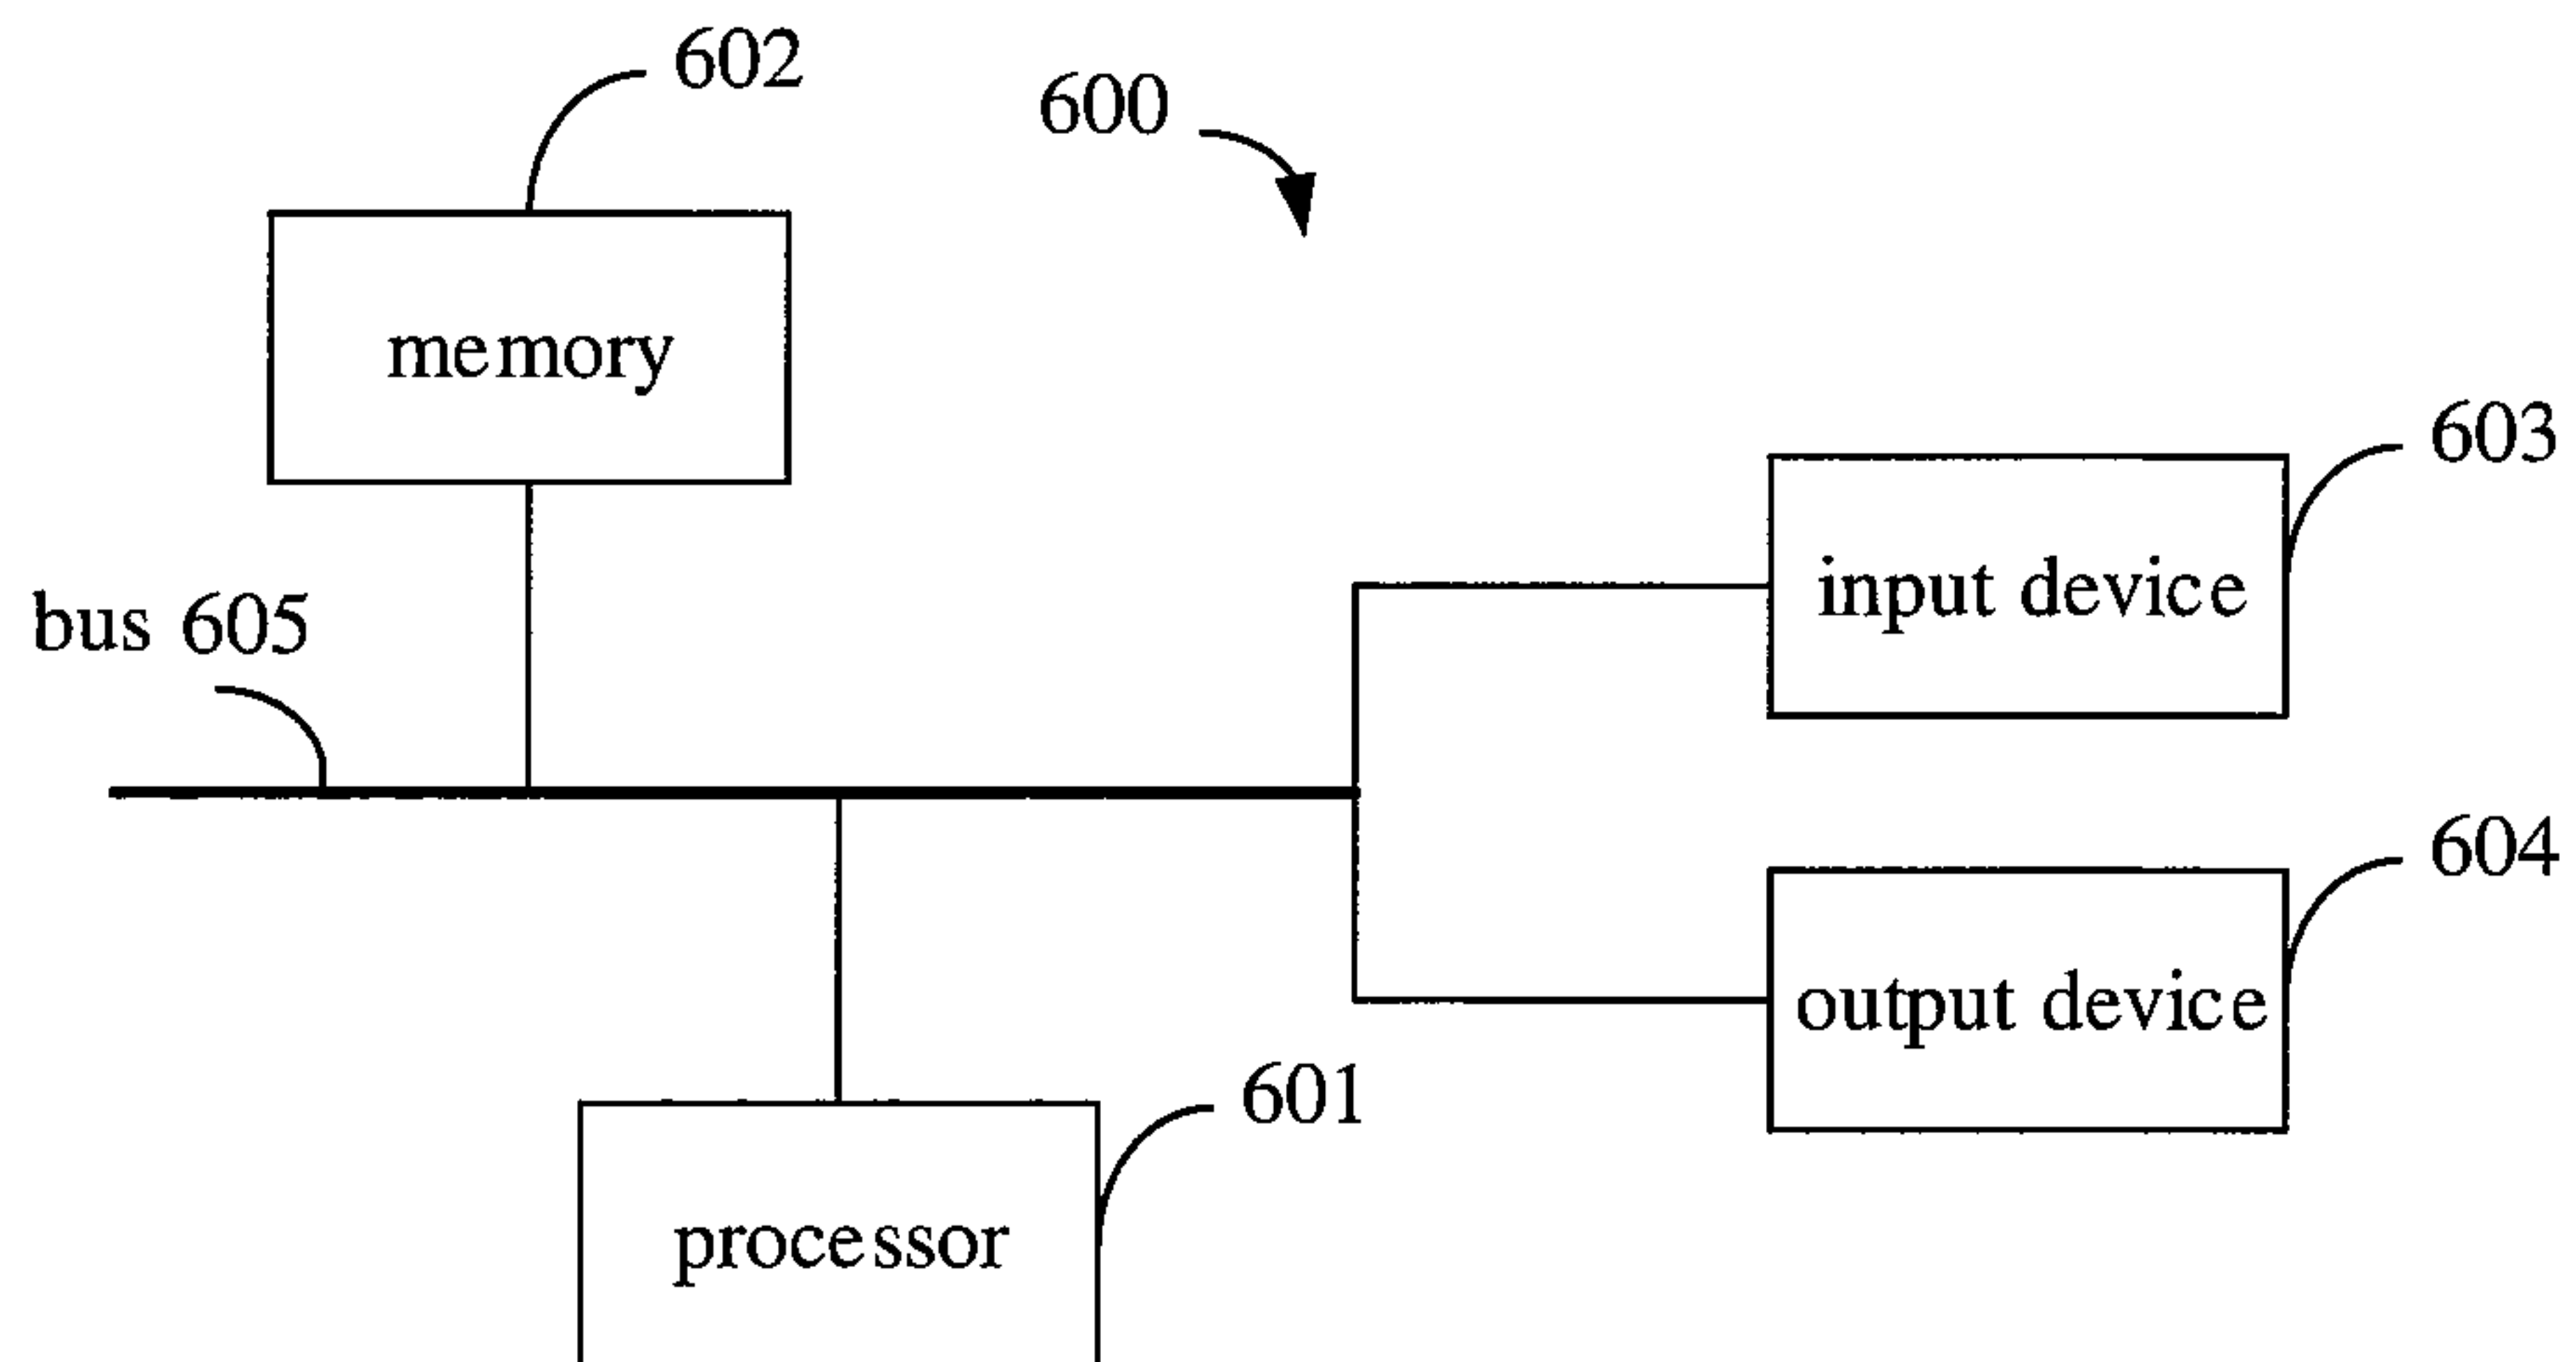 602
600
memory
603
input device
bus 605
604
output device
601
processor